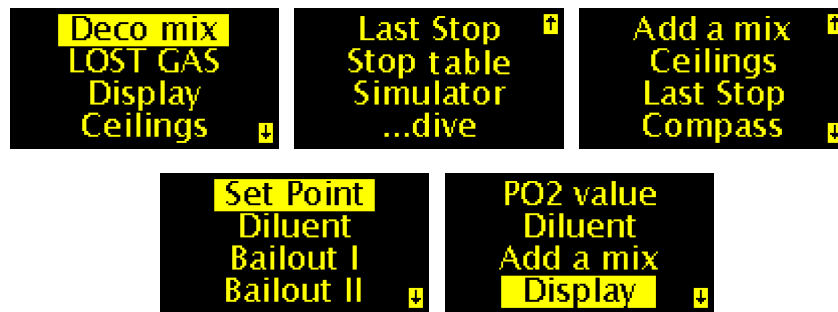 Deco mix
LOST GAS
Display
Ceilings
Last Stop
Stop table
Simulator
...dive
Add a mix
Ceilings
Last Stop
Compass
Set Point
Diluent
Bailout I
Bailout II
PO2 value
Diluent
Add a mix
Display